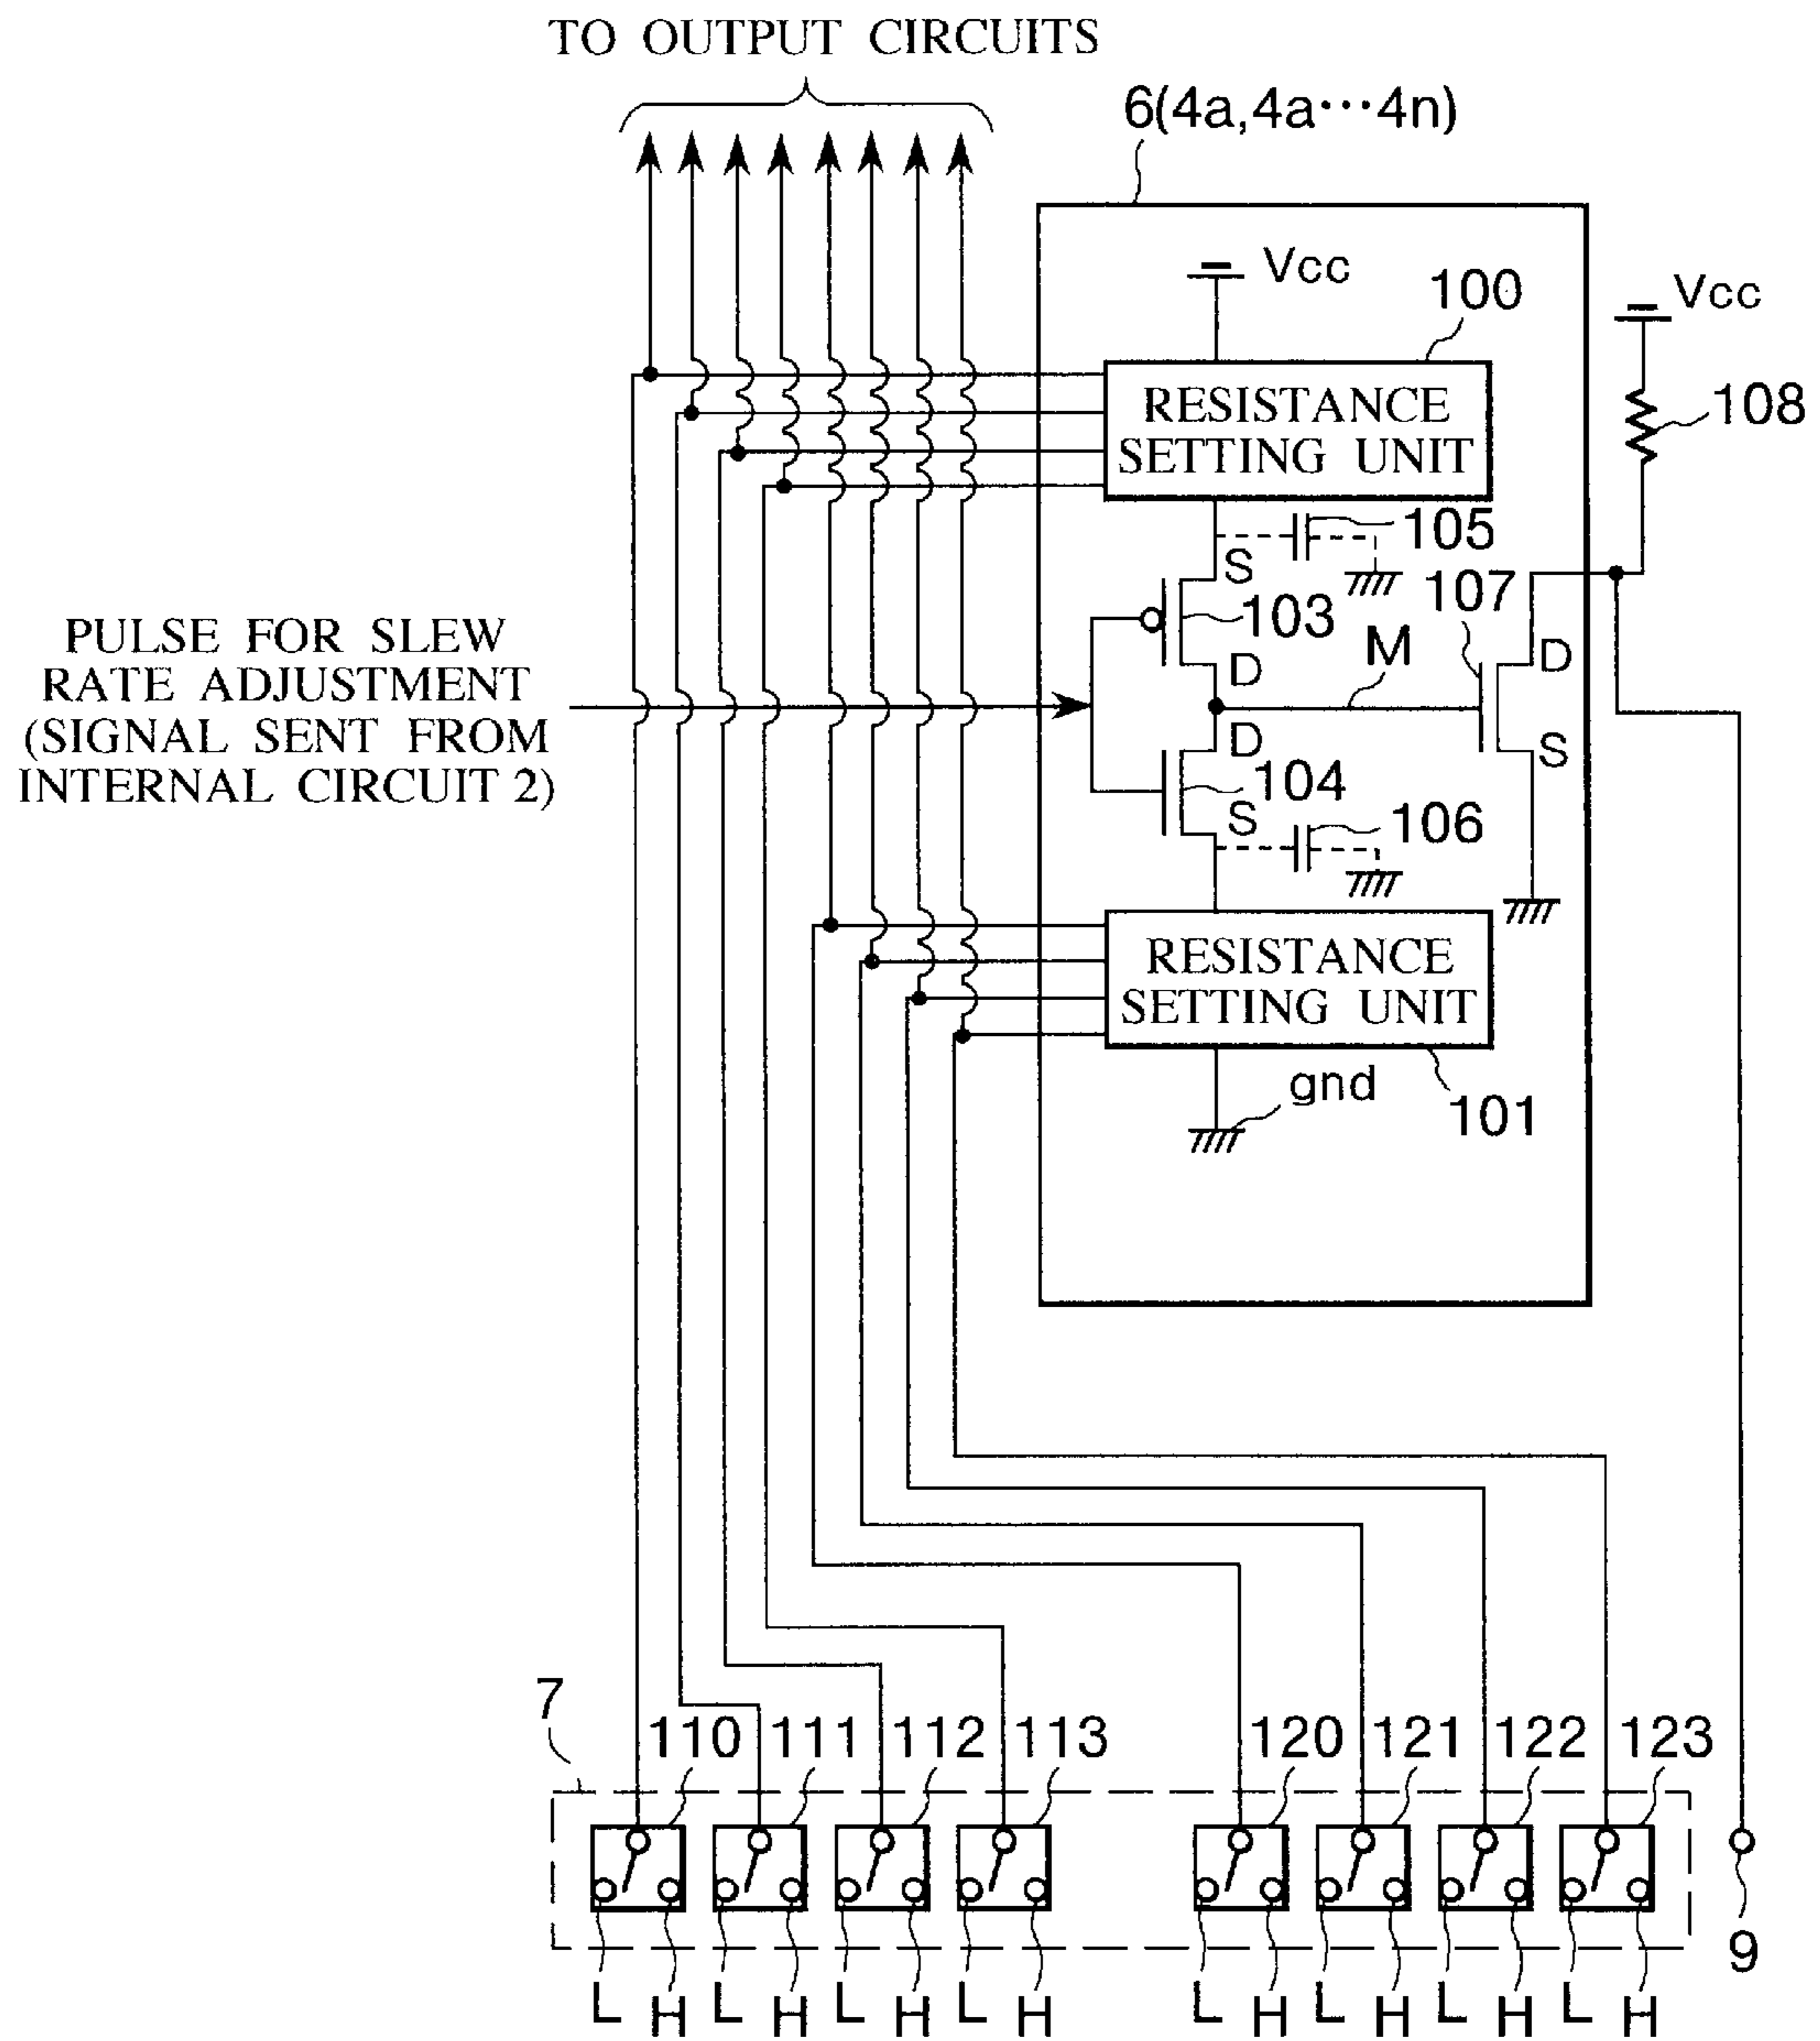 TO OUTPUT CIRCUITS
6(4a,4a···4n)
Vcc
100
Vcc
RESISTANCE
SETTING UNIT
108
105
S
107
103
PULSE FOR SLEW
RATE ADJUSTMENT
(SIGNAL SENT FROM
INTERNAL CIRCUIT 2)
M
D
D
D
S
104
S
106
RESISTANCE
SETTING UNIT
gnd
101
7
110 111 112 113 120 121 122 123
9
L H L H L H L H L H L H L H L H